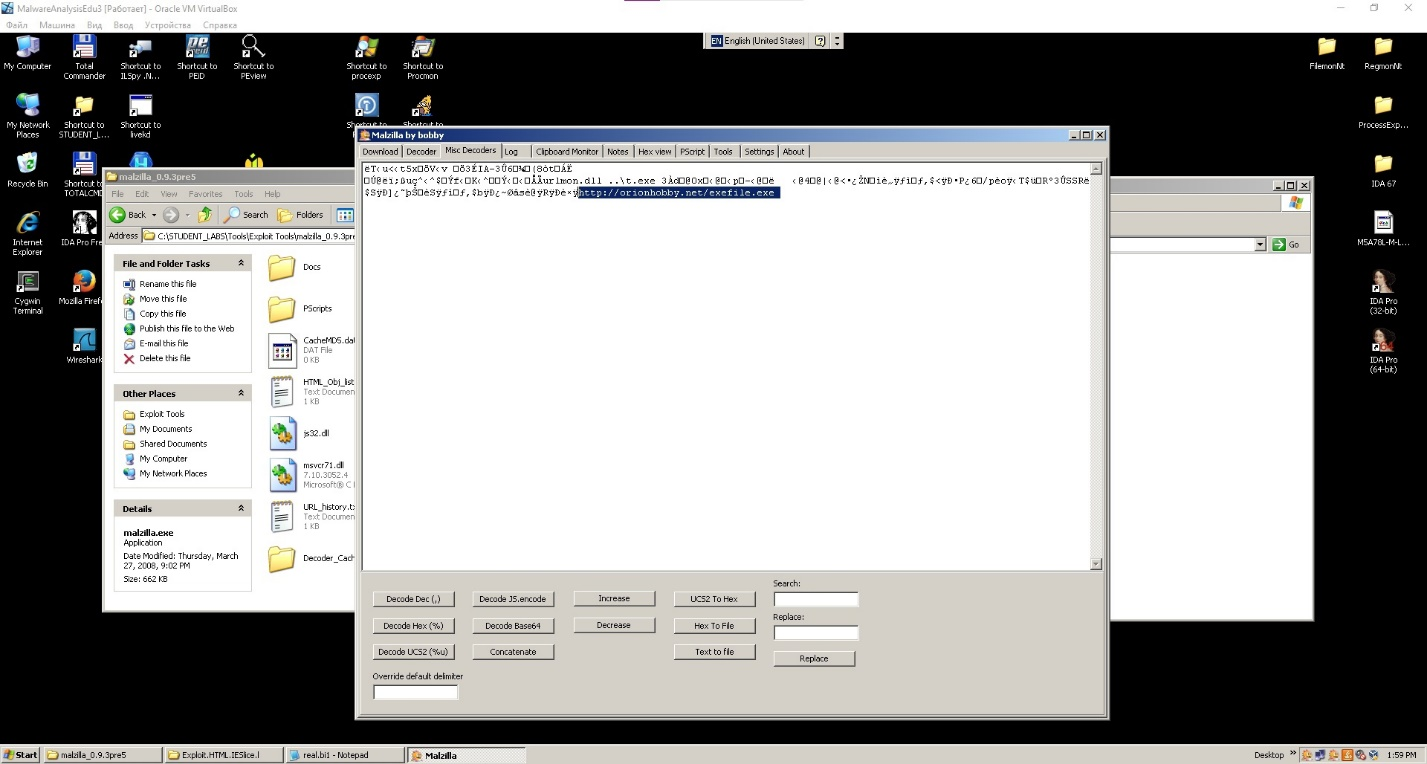 MalwareAnalysisEdu3 [Работает] - Oracle VM VirtualBox
Файл Машина Вид Ввод Устройства Справка
EN English (United States)
My Computer
Total Commander
Shortcut to ILSpy .N...
Shortcut to PEiD
Shortcut to PEview
Shortcut to procexp
Shortcut to Procmon
FilemonNt
RegmonNt
My Network Places
Shortcut to STUDENT_L...
Shortcut to livekd
ProcessExp...
Recycle Bin
Shortcut to TOTALCMD
IDA 67
Internet Explorer
IDA Pro Free
M5A78L-M-L...
Cygwin Terminal
Mozilla Firef
IDA Pro (32-bit)
Wireshark
IDA Pro (64-bit)
malzilla_0.9.3pre5
File Edit View Favorites Tools Help
Back Search Folders
Address C:\STUDENT_LABS\Tools\Exploit Tools\malzilla_0.9.3pre
File and Folder Tasks
Rename this file
Move this file
Copy this file
Publish this file to the Web
E-mail this file
Delete this file
Other Places
Exploit Tools
My Documents
Shared Documents
My Computer
My Network Places
Details
malzilla.exe
Application
Date Modified: Thursday, March 27, 2008, 9:02 PM
Size: 662 KB
Docs
PScripts
CacheMD5.da
DAT File
0 KB
HTML_Obj_list
Text Documen
1 KB
js32.dll
msvcr71.dll
7.10.3052.4
Microsoft® C
URL_history.tx
Text Documen
1 KB
Decoder_Cach
Malzilla by bobby
Download Decoder Misc Decoders Log Clipboard Monitor Notes Hex view PScript Tools Settings About
urlmon.dll ..\t.exe
http://orionhobby.net/exefile.exe
Search:
Decode Dec (,) Decode JS.encode Increase UCS2 To Hex
Replace:
Decode Hex (%) Decode Base64 Decrease Hex To File
Decode UCS2 (%u) Concatenate Text to file Replace
Override default delimiter
Go
Start malzilla_0.9.3pre5 Exploit.HTML.IESlice.l real.bi1 - Notepad Malzilla Desktop 1:59 PM